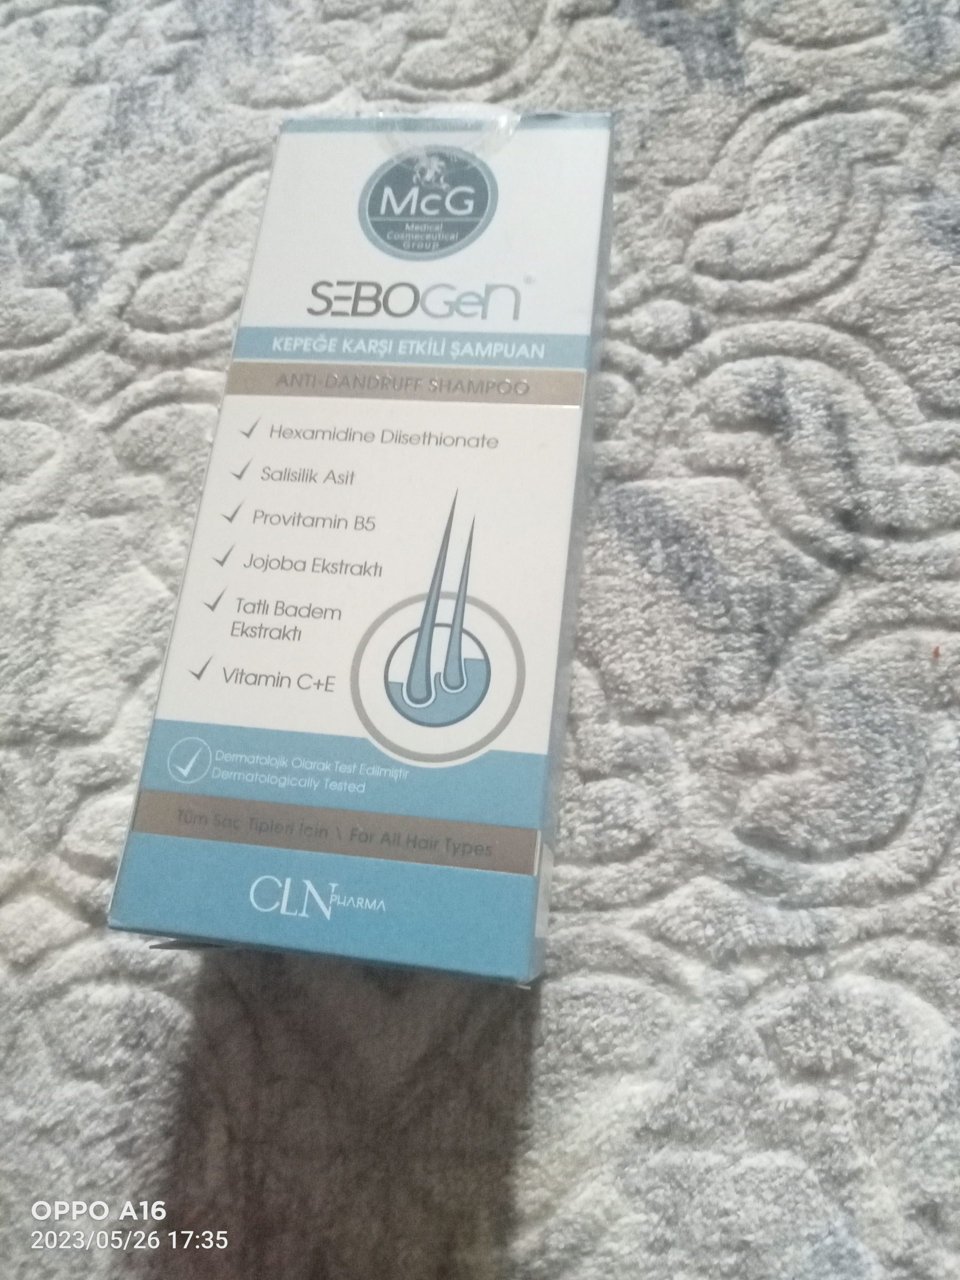 McG
Medical
Cosmeceutical
Group
SEBOGen®
KEPEĞE KARŞI ETKİLİ ŞAMPUAN
ANTI-DANDRUFF SHAMPOO
Hexamidine Diisethionate
Salisilik Asit
Provitamin B5
Jojoba Ekstraktı
Tatlı Badem
Ekstraktı
Vitamin C+E
Dermatolojik Olarak Test Edilmiştir
Dermatologically Tested
Tüm Saç Tipleri İçin \ For All Hair Types
CLN PHARMA
OPPO A16
2023/05/26 17:35